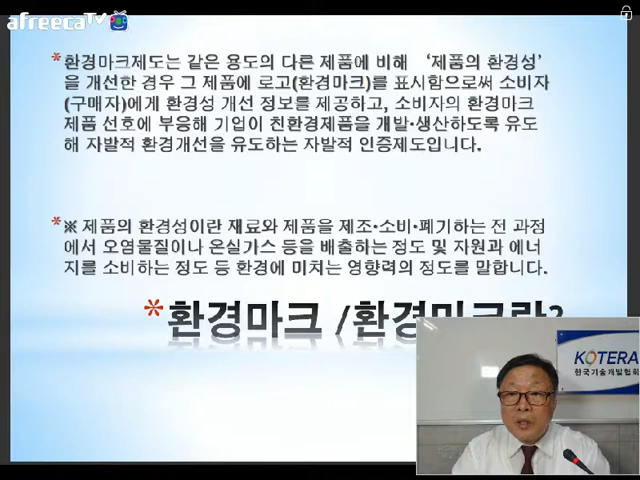 afreecaTV
*환경마크제도는 같은 용도의 다른 제품에 비해 ‘제품의 환경성’
을 개선한 경우 그 제품에 로고(환경마크)를 표시함으로써 소비자
(구매자)에게 환경성 개선 정보를 제공하고, 소비자의 환경마크
제품 선호에 부응해 기업이 친환경제품을 개발·생산하도록 유도
해 자발적 환경개선을 유도하는 자발적 인증제도입니다.
*※ 제품의 환경성이란 재료와 제품을 제조·소비·폐기하는 전 과정
에서 오염물질이나 온실가스 등을 배출하는 정도 및 자원과 에너
지를 소비하는 정도 등 환경에 미치는 영향력의 정도를 말합니다.
*환경마크 /환경마크란?
KOTERA
한국기술개발협회